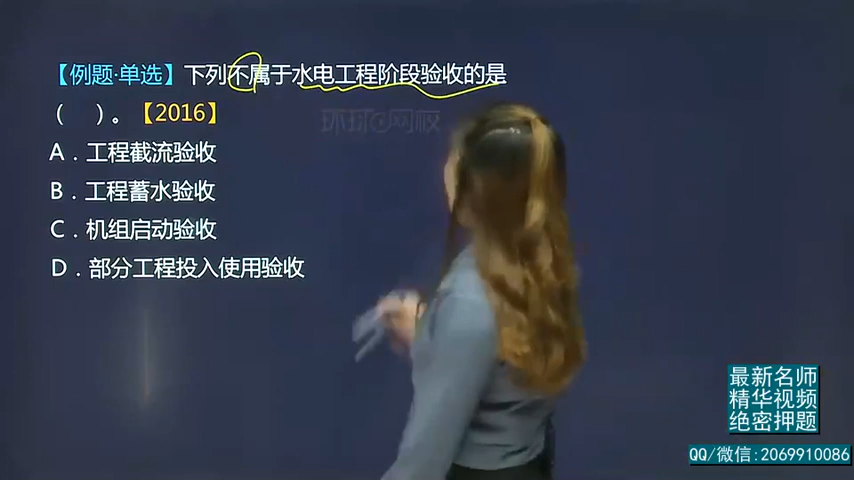 【例题·单选】下列不属于水电工程阶段验收的是
（ ）。【2016】
环球网校
A．工程截流验收
B．工程蓄水验收
C．机组启动验收
D．部分工程投入使用验收
最新名师
精华视频
绝密押题
QQ/微信:2069910086